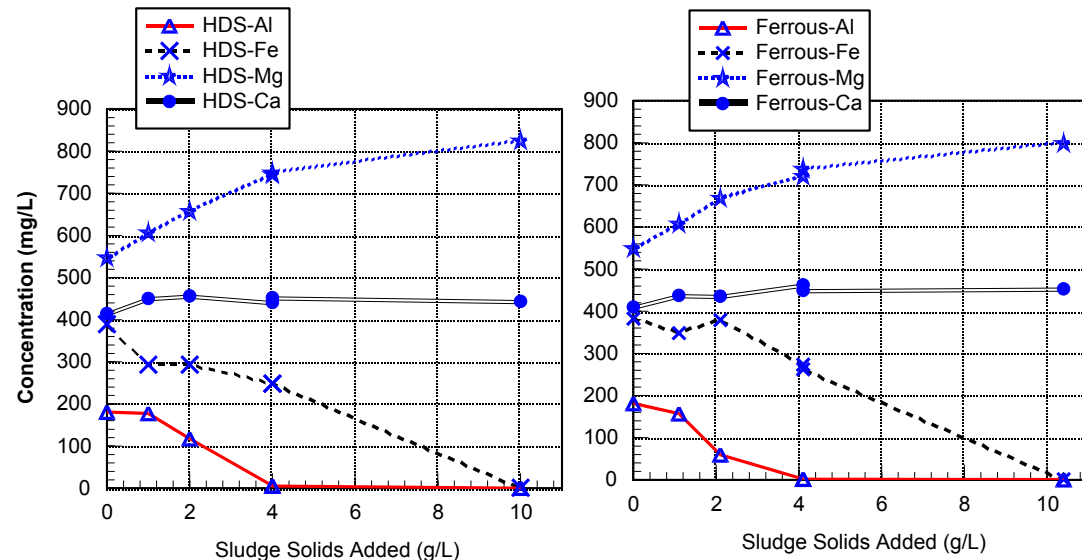 HDS-Al
HDS-Fe
HDS-Mg
HDS-Ca
Concentration (mg/L)
900
800
700
600
500
400
300
200
100
0
0 2 4 6 8 10
Sludge Solids Added (g/L)
Ferrous-Al
Ferrous-Fe
Ferrous-Mg
Ferrous-Ca
900
800
700
600
500
400
300
200
100
0
0 2 4 6 8 10
Sludge Solids Added (g/L)